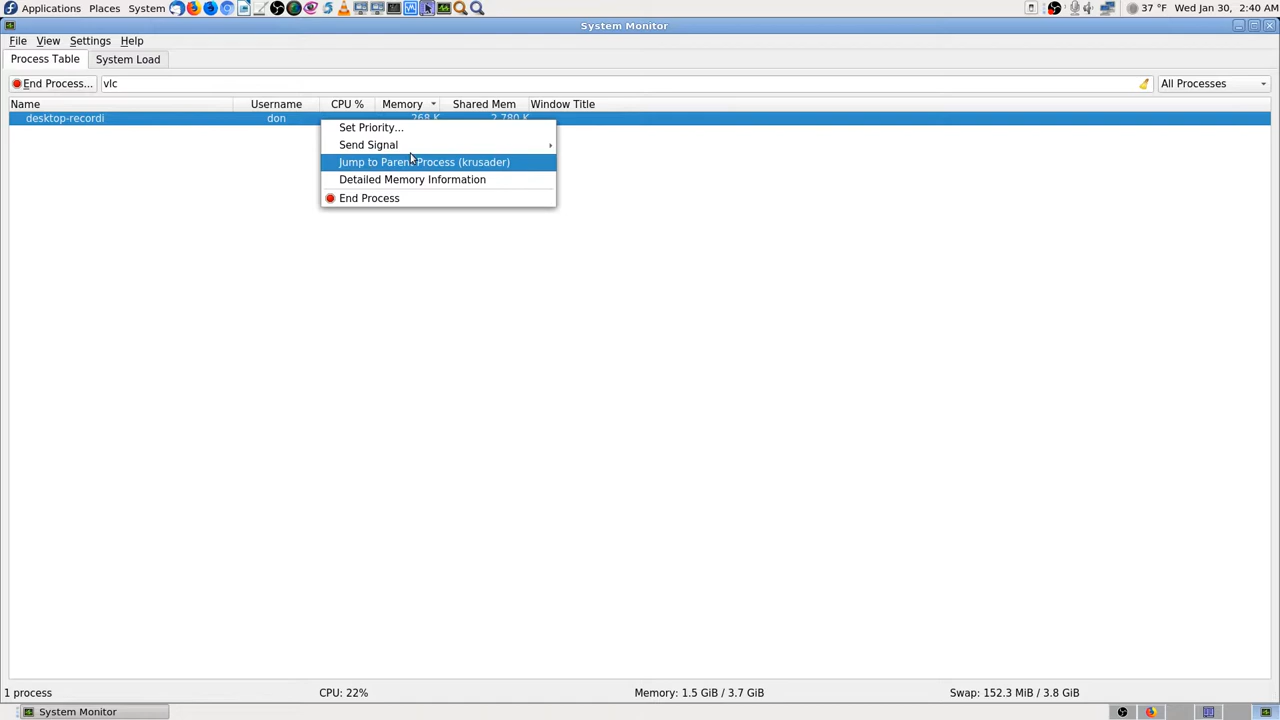 Applications Places System 37 °F Wed Jan 30, 2:40 AM
System Monitor
File View Settings Help
Process Table System Load
End Process... vlc All Processes
Name Username CPU % Memory Shared Mem Window Title
desktop-recordi don 268 K 2,780 K
Set Priority...
Send Signal
Jump to Parent Process (krusader)
Detailed Memory Information
End Process
1 process CPU: 22% Memory: 1.5 GiB / 3.7 GiB Swap: 152.3 MiB / 3.8 GiB
System Monitor